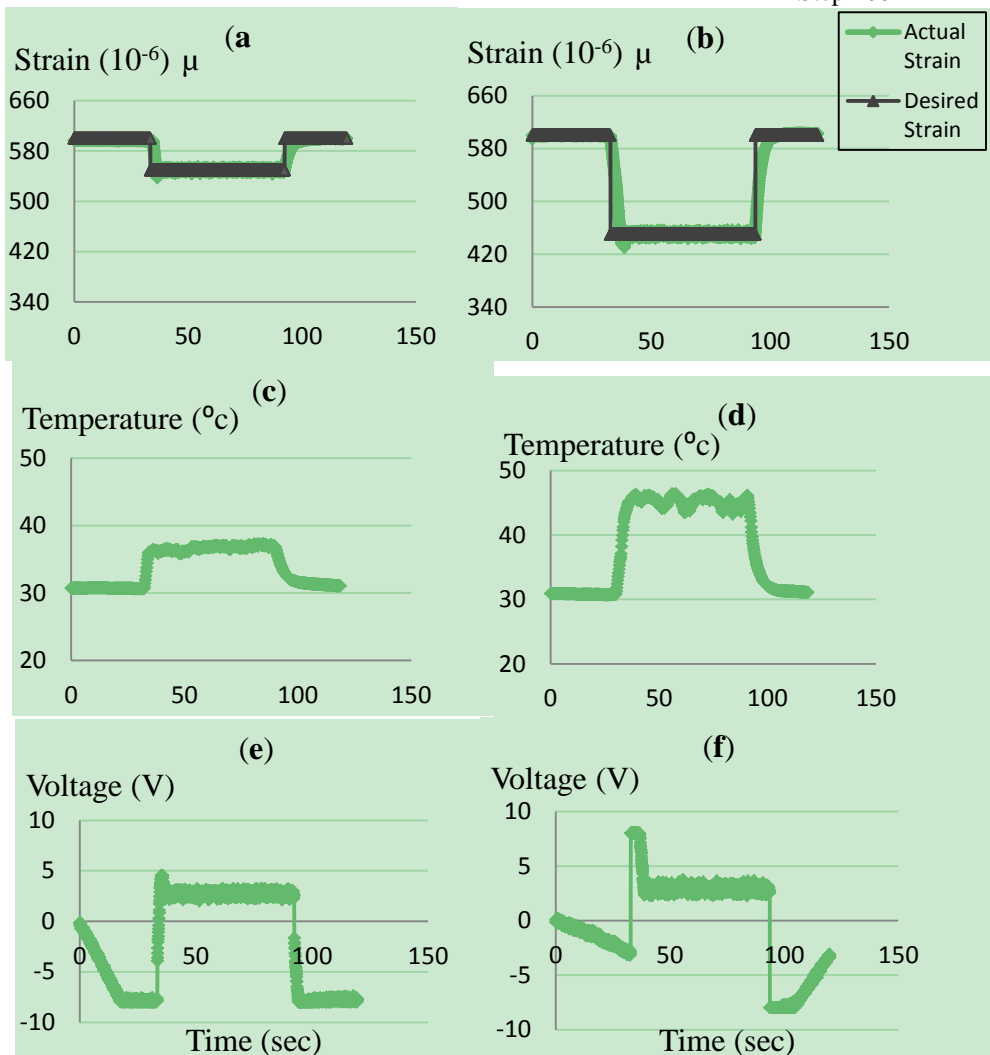 (a
Strain (10-6) μ
660
580
500
420
340
0 50 100 150
(b)
Strain (10-6) μ
660
580
500
420
340
0 50 100 150
Actual
Strain
Desired
Strain
(c)
Temperature (⁰c)
50
40
30
20
0 50 100 150
(d)
Temperature (⁰c)
50
40
30
20
0 50 100 150
(e)
Voltage (V)
10
5
0
-5
-10
0 50 100 150
Time (sec)
(f)
Voltage (V)
10
5
0
-5
-10
0 50 100 150
Time (sec)